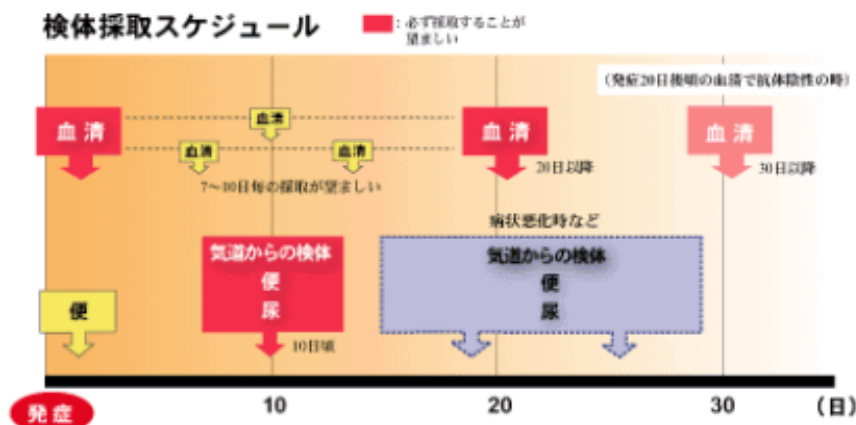 検体採取スケジュール
:必ず採取することが
望ましい
(発症20日後頃の血清で抗体陰性の時)
血清
血清
血清
血清
血清
血清
20日以降
30日以降
7〜10日毎の採取が望ましい
病状悪化時など
気道からの検体
便
尿
気道からの検体
便
尿
便
10日頃
発症
10
20
30
(日)